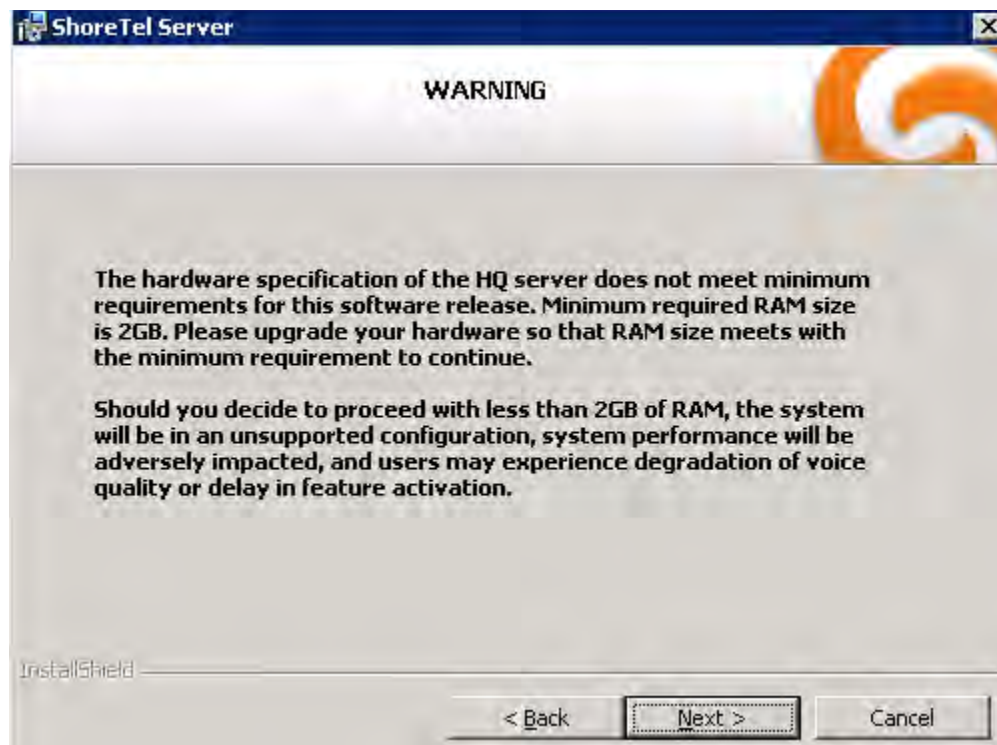 ShoreTel Server
WARNING
The hardware specification of the HQ server does not meet minimum
requirements for this software release. Minimum required RAM size
is 2GB. Please upgrade your hardware so that RAM size meets with
the minimum requirement to continue.
Should you decide to proceed with less than 2GB of RAM, the system
will be in an unsupported configuration, system performance will be
adversely impacted, and users may experience degradation of voice
quality or delay in feature activation.
InstallShield
< Back
Next >
Cancel